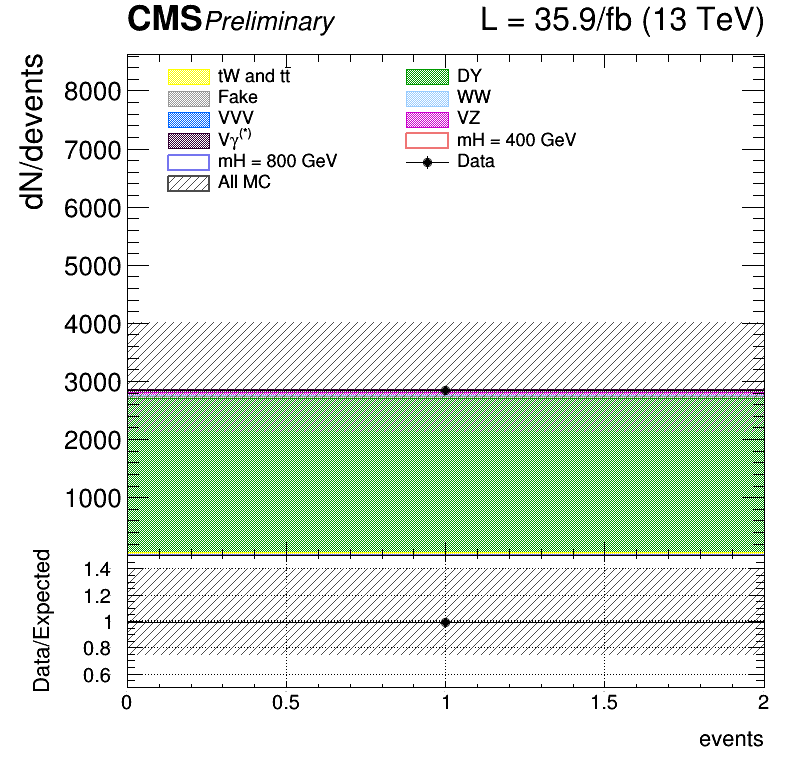 CMS Preliminary L = 35.9/fb (13 TeV)
dN/devents
tW and tt
DY
Fake
WW
VVV
VZ
Vγ(*)
mH = 400 GeV
mH = 800 GeV
Data
All MC
8000
7000
6000
5000
4000
3000
2000
1000
Data/Expected
1.4
1.2
1
0.8
0.6
0 0.5 1 1.5 2
events